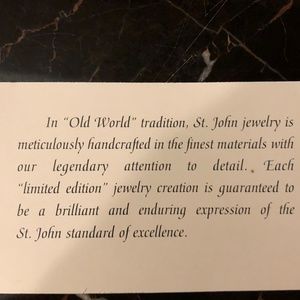 In “Old World” tradition, St. John jewelry is
meticulously handcrafted in the finest materials with
our legendary attention to detail. Each
“limited edition” jewelry creation is guaranteed to
be a brilliant and enduring expression of the
St. John standard of excellence.